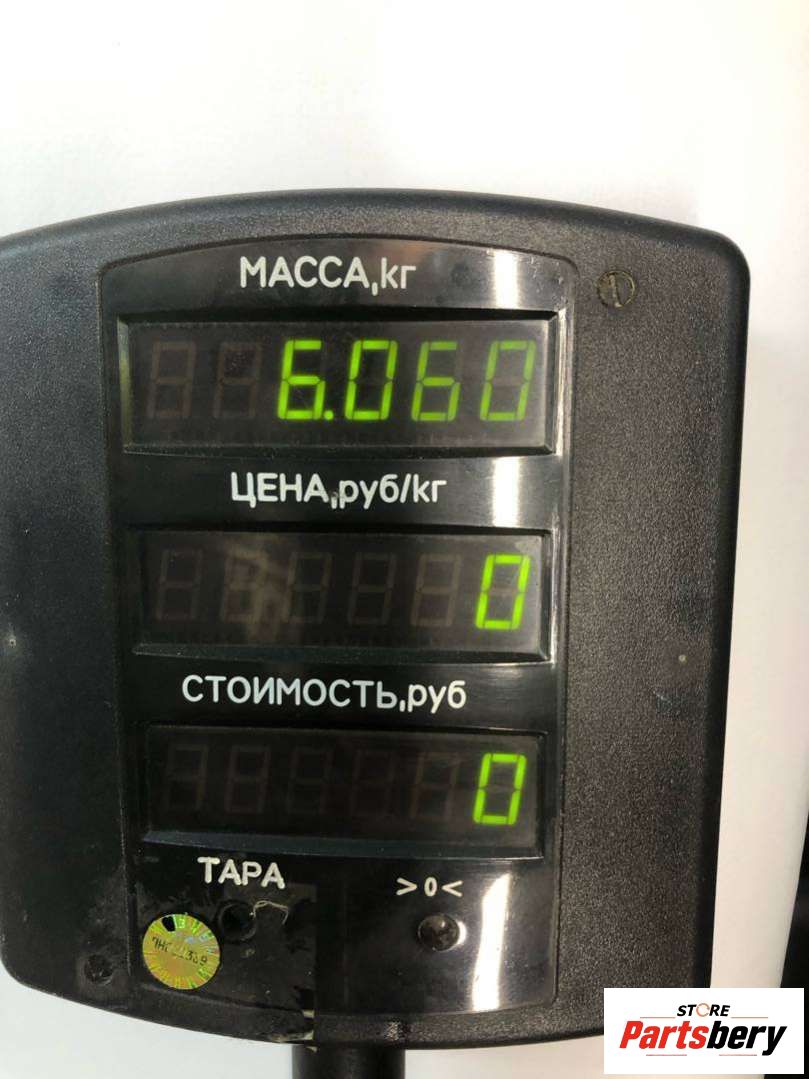 МАССА,кг
6.060
ЦЕНА,руб/кг
0
СТОИМОСТЬ,руб
0
ТАРА
>0<
STORE
Partsbery